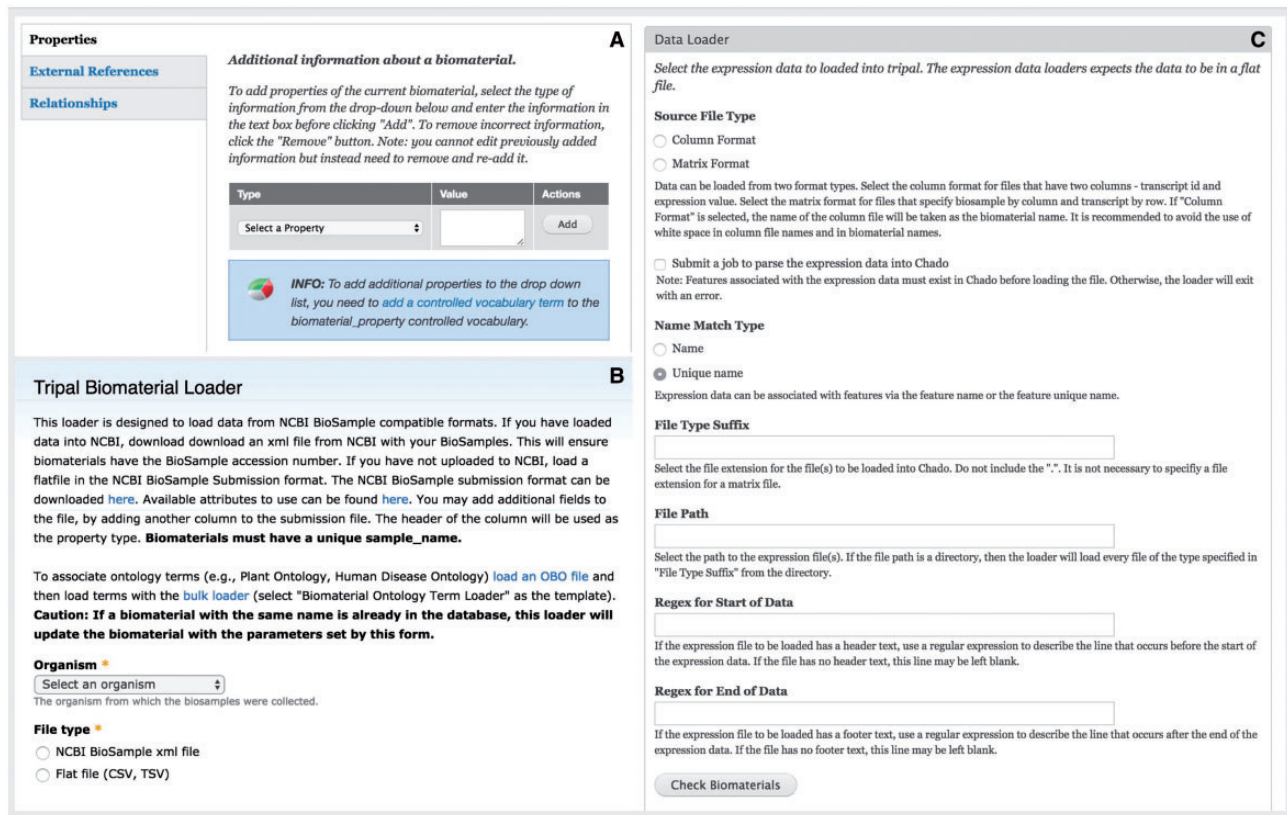 Properties
External References
Relationships
A
Additional information about a biomaterial.
To add properties of the current biomaterial, select the type of
information from the drop-down below and enter the information in
the text box before clicking "Add". To remove incorrect information,
click the "Remove" button. Note: you cannot edit previously added
information but instead need to remove and re-add it.
Type Value Actions
Select a Property Add
INFO: To add additional properties to the drop down
list, you need to add a controlled vocabulary term to the
biomaterial_property controlled vocabulary.
B
Tripal Biomaterial Loader
This loader is designed to load data from NCBI BioSample compatible formats. If you have loaded
data into NCBI, download download an xml file from NCBI with your BioSamples. This will ensure
biomaterials have the BioSample accession number. If you have not uploaded to NCBI, load a
flatfile in the NCBI BioSample Submission format. The NCBI BioSample submission format can be
downloaded here. Available attributes to use can be found here. You may add additional fields to
the file, by adding another column to the submission file. The header of the column will be used as
the property type. Biomaterials must have a unique sample_name.
To associate ontology terms (e.g., Plant Ontology, Human Disease Ontology) load an OBO file and
then load terms with the bulk loader (select "Biomaterial Ontology Term Loader" as the template).
Caution: If a biomaterial with the same name is already in the database, this loader will
update the biomaterial with the parameters set by this form.
Organism *
Select an organism
The organism from which the biosamples were collected.
File type *
NCBI BioSample xml file
Flat file (CSV, TSV)
Data Loader C
Select the expression data to loaded into tripal. The expression data loaders expects the data to be in a flat
file.
Source File Type
Column Format
Matrix Format
Data can be loaded from two format types. Select the column format for files that have two columns - transcript id and
expression value. Select the matrix format for files that specify biosample by column and transcript by row. If "Column
Format" is selected, the name of the column file will be taken as the biomaterial name. It is recommended to avoid the use of
white space in column file names and in biomaterial names.
Submit a job to parse the expression data into Chado
Note: Features associated with the expression data must exist in Chado before loading the file. Otherwise, the loader will exit
with an error.
Name Match Type
Name
Unique name
Expression data can be associated with features via the feature name or the feature unique name.
File Type Suffix
Select the file extension for the file(s) to be loaded into Chado. Do not include the ".". It is not necessary to specifiy a file
extension for a matrix file.
File Path
Select the path to the expression file(s). If the file path is a directory, then the loader will load every file of the type specified in
"File Type Suffix" from the directory.
Regex for Start of Data
If the expression file to be loaded has a header text, use a regular expression to describe the line that occurs before the start of
the expression data. If the file has no header text, this line may be left blank.
Regex for End of Data
If the expression file to be loaded has a footer text, use a regular expression to describe the line that occurs after the end of the
expression data. If the file has no footer text, this line may be left blank.
Check Biomaterials